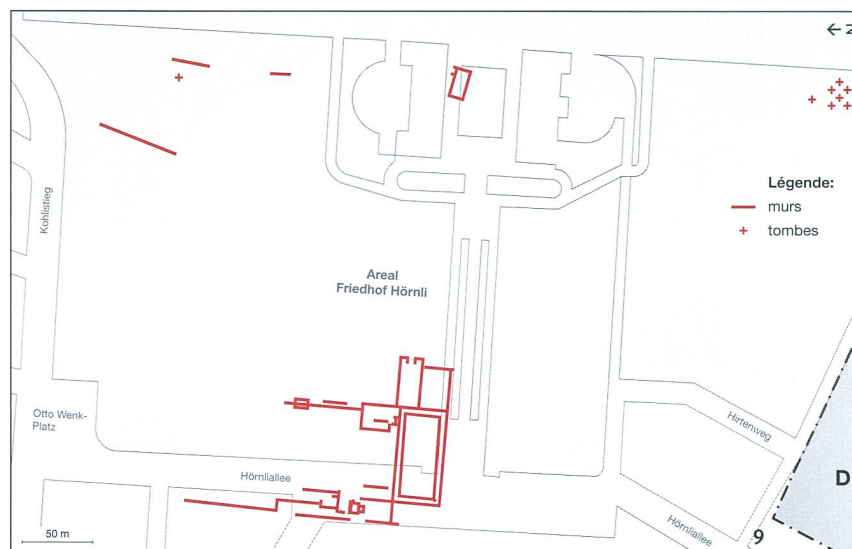 ← N
Légende:
murs
tombes
Kohlistieg
Areal
Friedhof Hörnli
Otto Wenk-
Platz
Hirtenweg
Hörnliallee
D
Hörnliallee
9
50 m